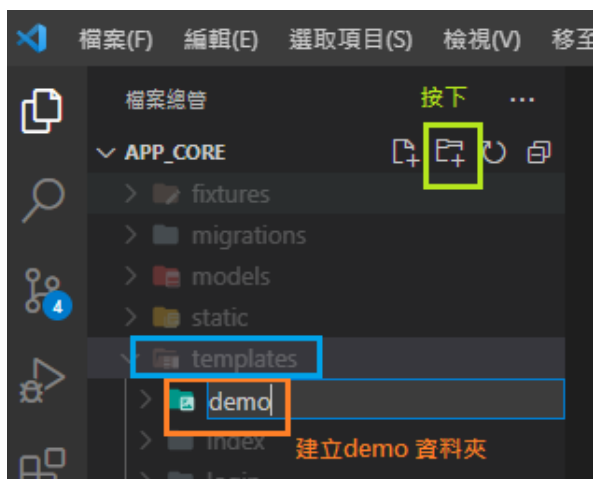 檔案(F) 編輯(E) 選取項目(S) 檢視(V) 移至
檔案總管 按下 ...
APP_CORE
fixtures
migrations
models
static
4
templates
demo
index
建立demo 資料夾
login